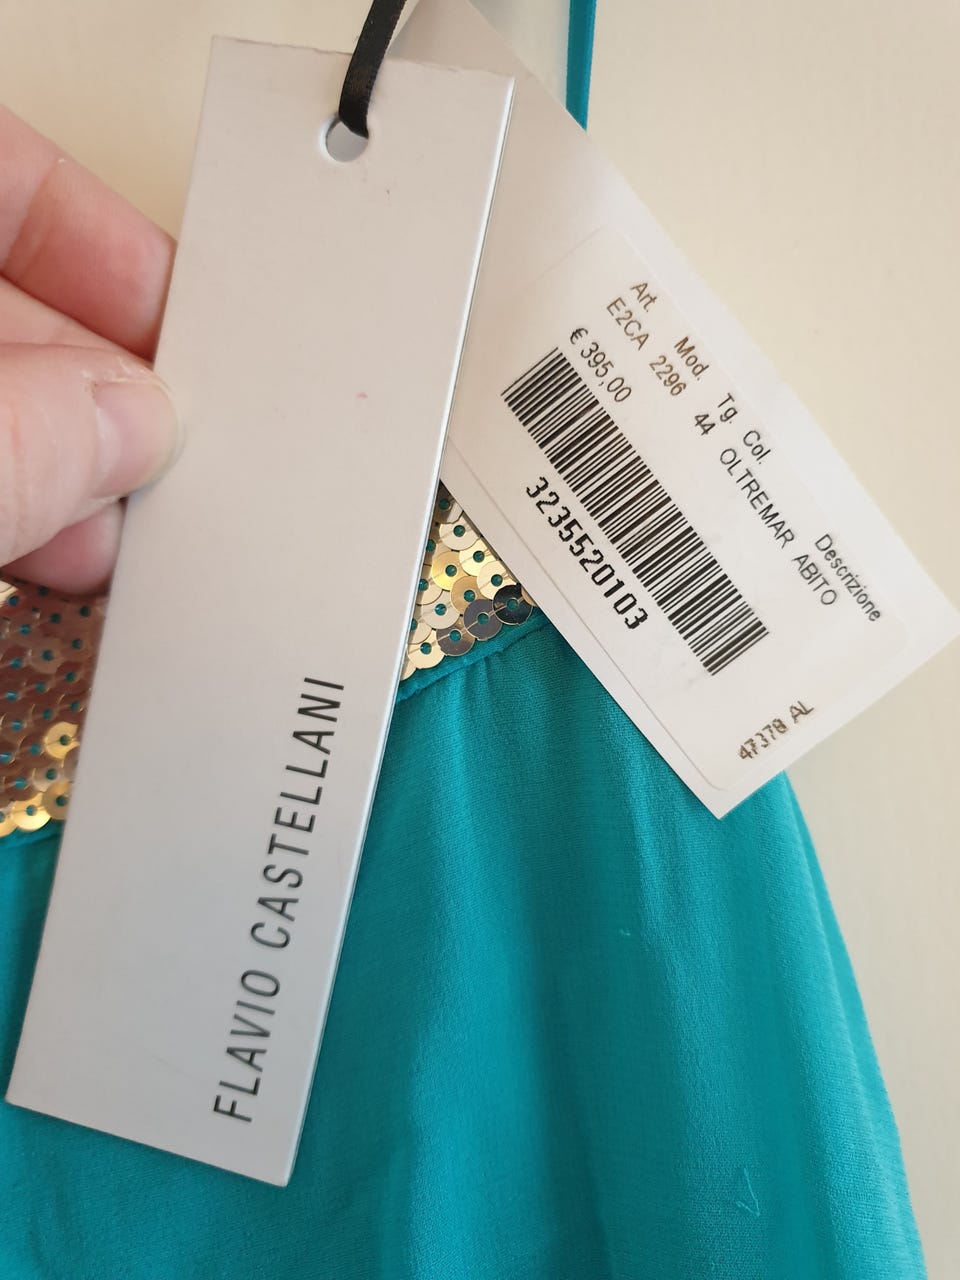 FLAVIO CASTELLANI
Art. Mod. Tg. Col. Descrizione
E2CA 2296 44 OLTREMAR ABITO
€ 395,00
3235520103
47378 AL